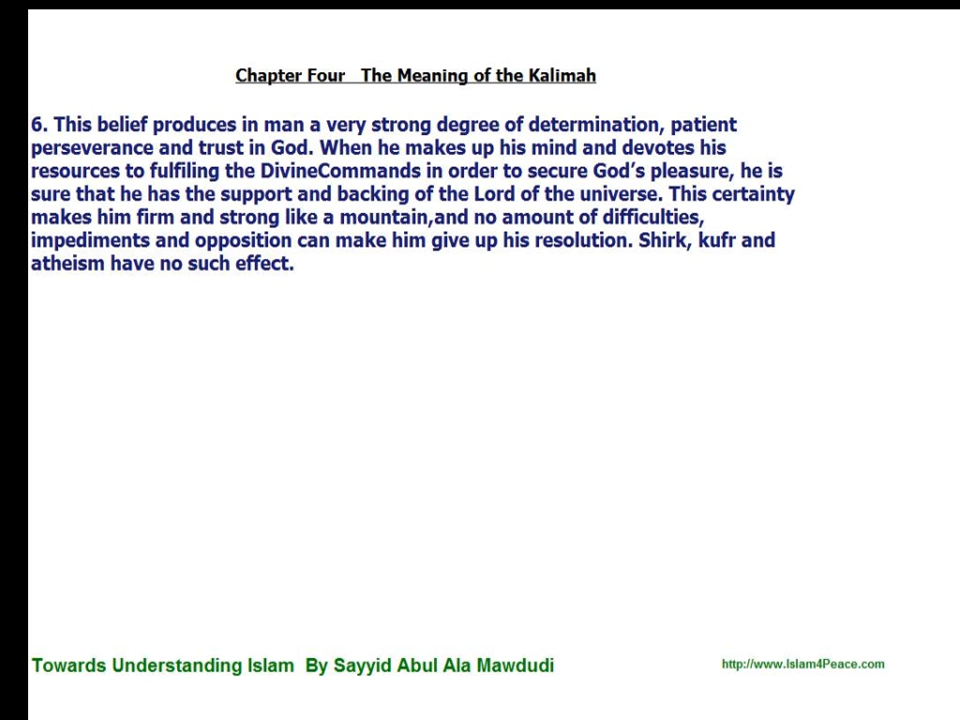 Chapter Four   The Meaning of the Kalimah
6. This belief produces in man a very strong degree of determination, patient
perseverance and trust in God. When he makes up his mind and devotes his
resources to fulfiling the DivineCommands in order to secure God's pleasure, he is
sure that he has the support and backing of the Lord of the universe. This certainty
makes him firm and strong like a mountain,and no amount of difficulties,
impediments and opposition can make him give up his resolution. Shirk, kufr and
atheism have no such effect.
Towards Understanding Islam  By Sayyid Abul Ala Mawdudi
http://www.Islam4Peace.com